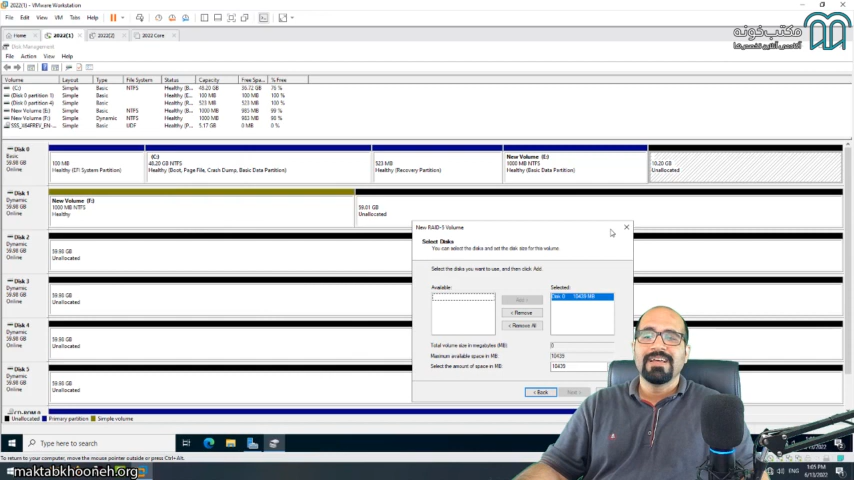 2022(1) - VMware Workstation
File Edit View VM Tabs Help
Home 2022(1) 2022(2) 2022 Core
مکتب‌خونه
Disk Management
File Action View Help
Volume Layout Type File System Status Capacity Free Spa... % Free
(C:) Simple Basic NTFS Healthy (B... 48.20 GB 36.72 GB 76 %
(Disk 0 partition 1) Simple Basic Healthy (E... 100 MB 100 MB 100 %
(Disk 0 partition 4) Simple Basic Healthy (R... 523 MB 523 MB 100 %
New Volume (E:) Simple Basic NTFS Healthy (B... 1000 MB 985 MB 99 %
New Volume (F:) Simple Dynamic NTFS Healthy 1000 MB 983 MB 98 %
SSS_X64FREV_EN-... Simple Basic UDF Healthy (P... 5.17 GB 0 MB 0 %
Disk 0
Basic
59.98 GB
Online
100 MB
Healthy (EFI System Partition)
(C:)
48.20 GB NTFS
Healthy (Boot, Page File, Crash Dump, Basic Data Partition)
523 MB
Healthy (Recovery Partition)
New Volume (E:)
1000 MB NTFS
Healthy (Basic Data Partition)
10.20 GB
Unallocated
Disk 1
Dynamic
59.98 GB
Online
New Volume (F:)
1000 MB NTFS
Healthy
59.01 GB
Unallocated
Disk 2
Dynamic
59.98 GB
Online
59.98 GB
Unallocated
Disk 3
Dynamic
59.98 GB
Online
59.98 GB
Unallocated
Disk 4
Dynamic
59.98 GB
Online
59.98 GB
Unallocated
Disk 5
Dynamic
59.98 GB
Online
59.98 GB
Unallocated
CD-ROM 0
Unallocated Primary partition Simple volume
New RAID-5 Volume
Select Disks
You can select the disks and set the disk size for this volume.
Select the disks you want to use, and then click Add.
Available: Selected:
Add >
Disk 0 10439 MB
< Remove
< Remove All
Total volume size in megabytes (MB): 0
Maximum available space in MB: 10439
Select the amount of space in MB: 10439
< Back Next >
Type here to search
To return to your computer, move the mouse pointer outside or press Ctrl+Alt.
maktabkhooneh.org
ENG
1:05 PM
6/13/2022